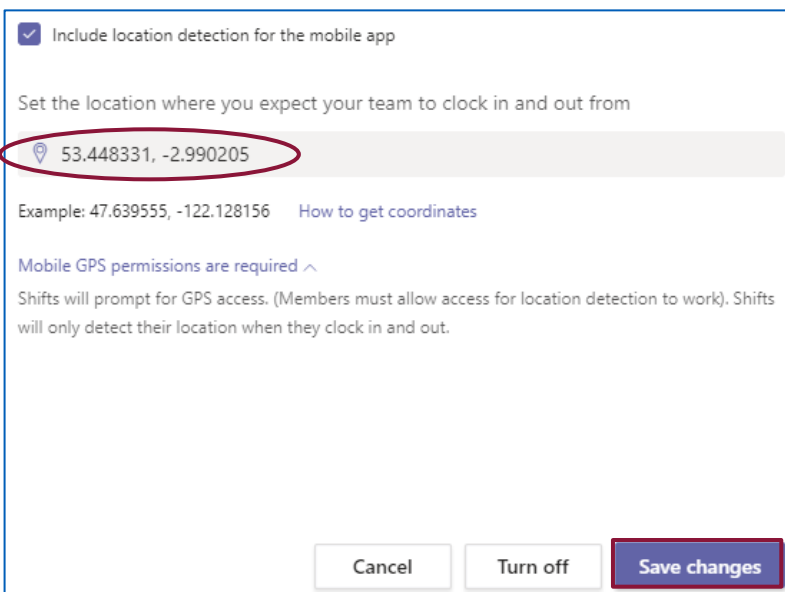 Include location detection for the mobile app
Set the location where you expect your team to clock in and out from
53.448331, -2.990205
Example: 47.639555, -122.128156 How to get coordinates
Mobile GPS permissions are required
Shifts will prompt for GPS access. (Members must allow access for location detection to work). Shifts
will only detect their location when they clock in and out.
Cancel Turn off Save changes